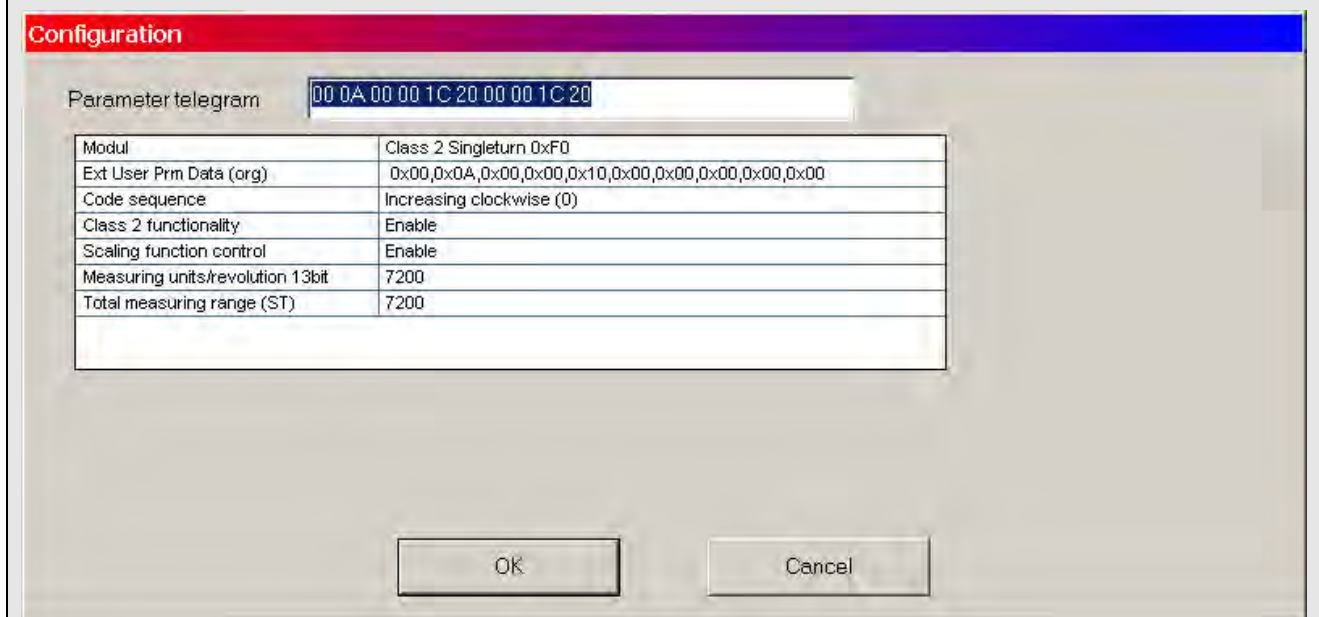 Configuration
Parameter telegram 00 0A 00 00 1C 20 00 00 1C 20
Modul Class 2 Singleturn 0xF0
Ext User Prm Data (org) 0x00,0x0A,0x00,0x00,0x10,0x00,0x00,0x00,0x00,0x00
Code sequence Increasing clockwise (0)
Class 2 functionality Enable
Scaling function control Enable
Measuring units/revolution 13bit 7200
Total measuring range (ST) 7200
OK Cancel